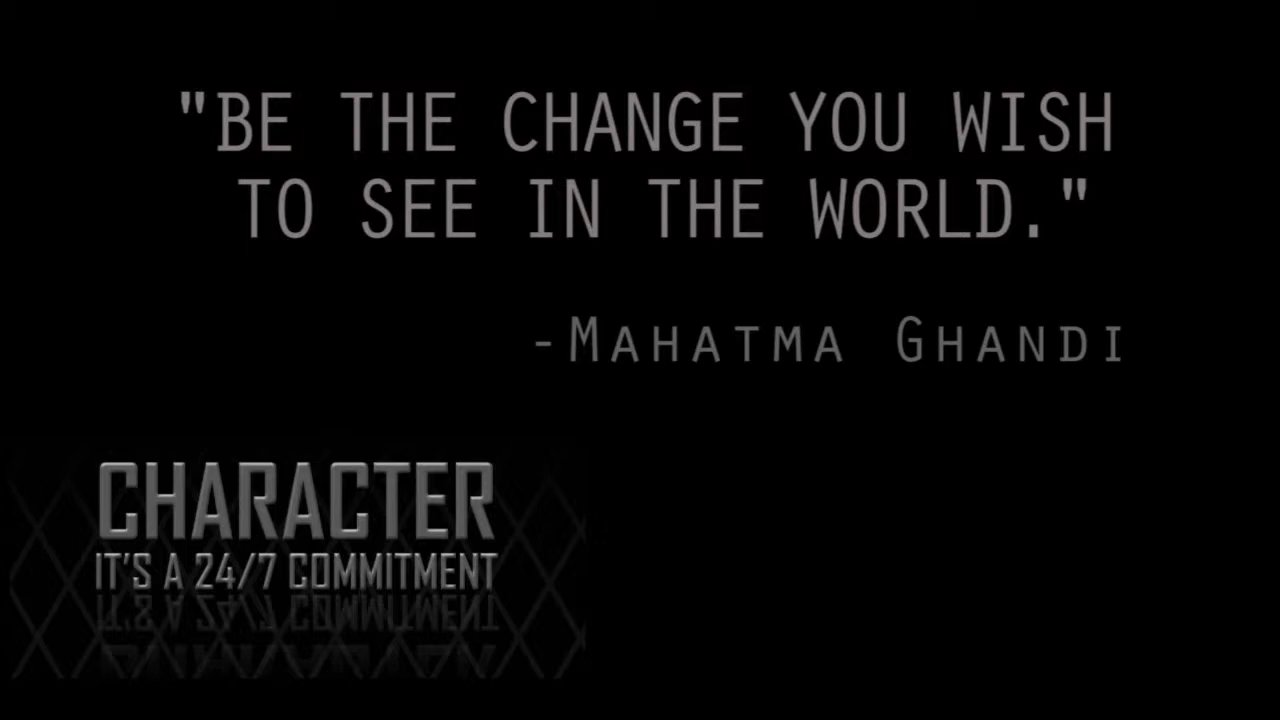 "BE THE CHANGE YOU WISH
TO SEE IN THE WORLD."
-MAHATMA GHANDI
CHARACTER
IT'S A 24/7 COMMITMENT